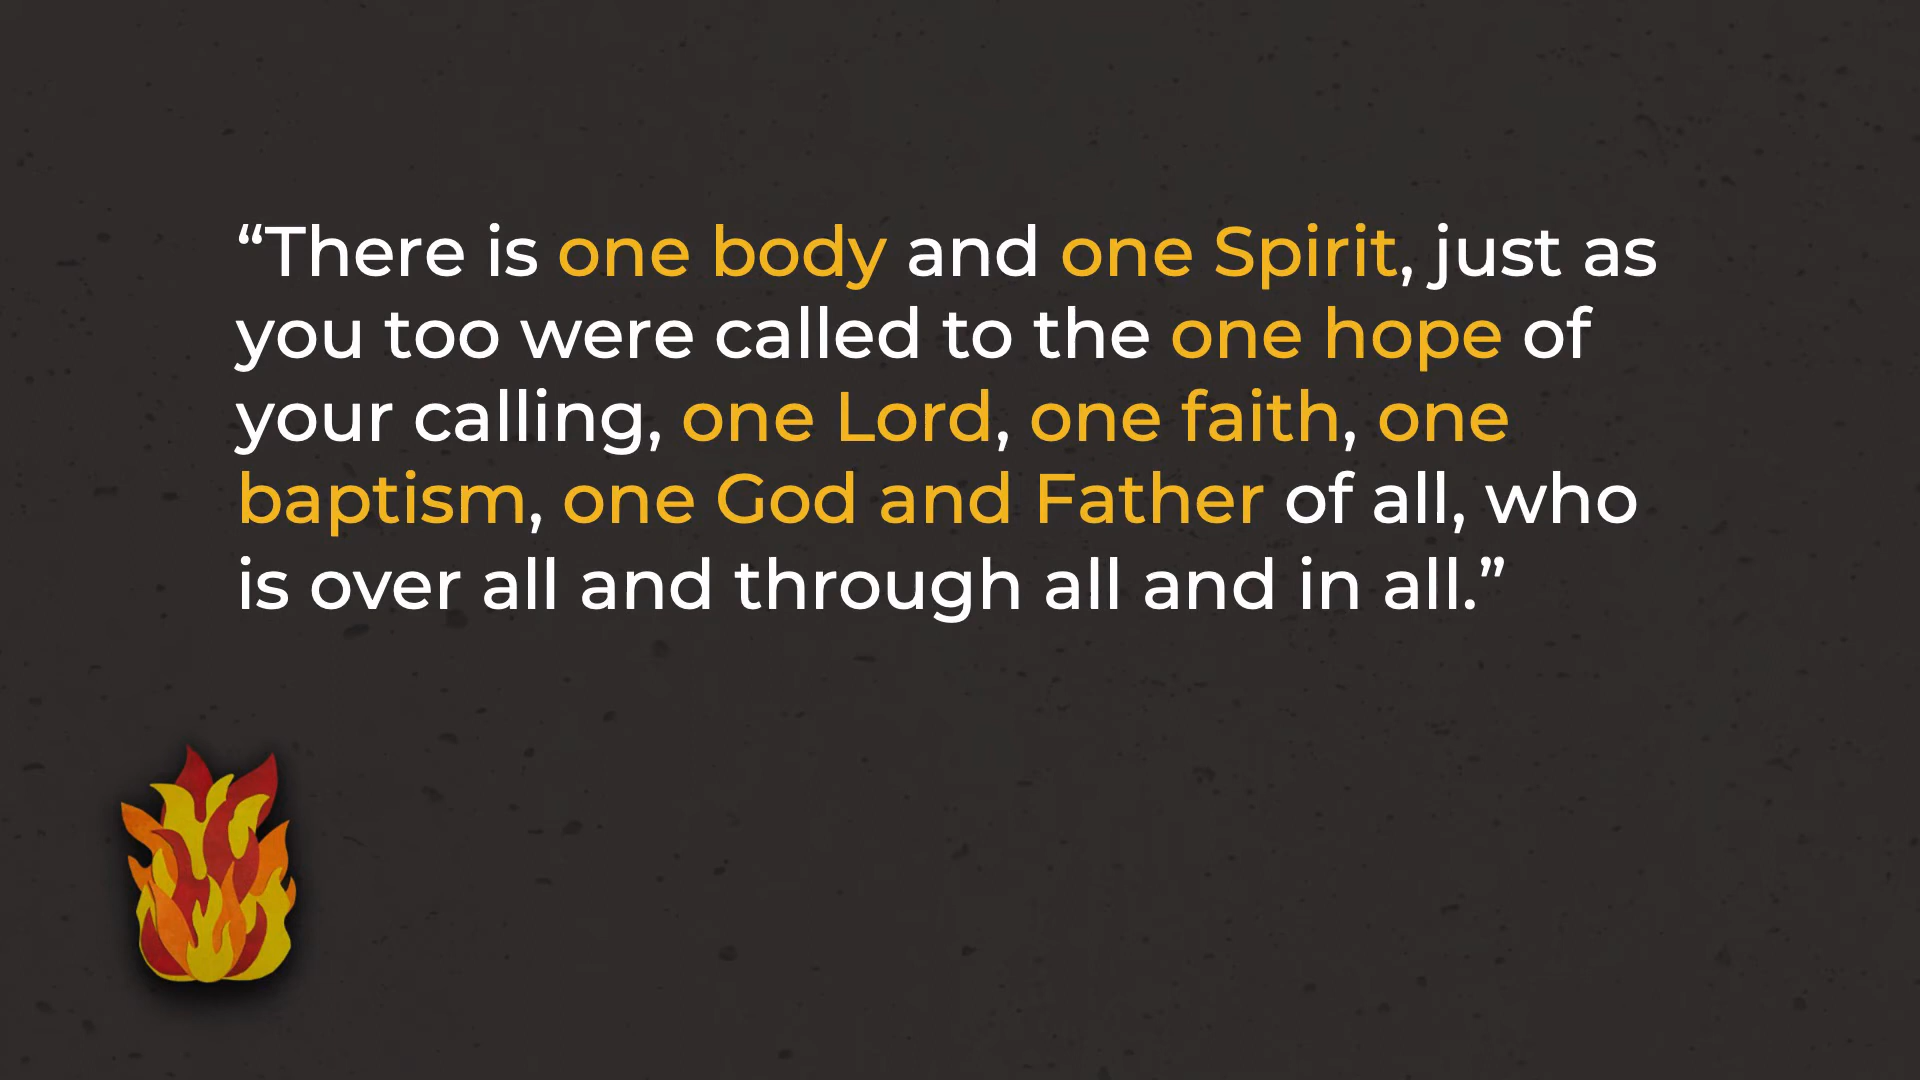 “There is one body and one Spirit, just as
you too were called to the one hope of
your calling, one Lord, one faith, one
baptism, one God and Father of all, who
is over all and through all and in all.”